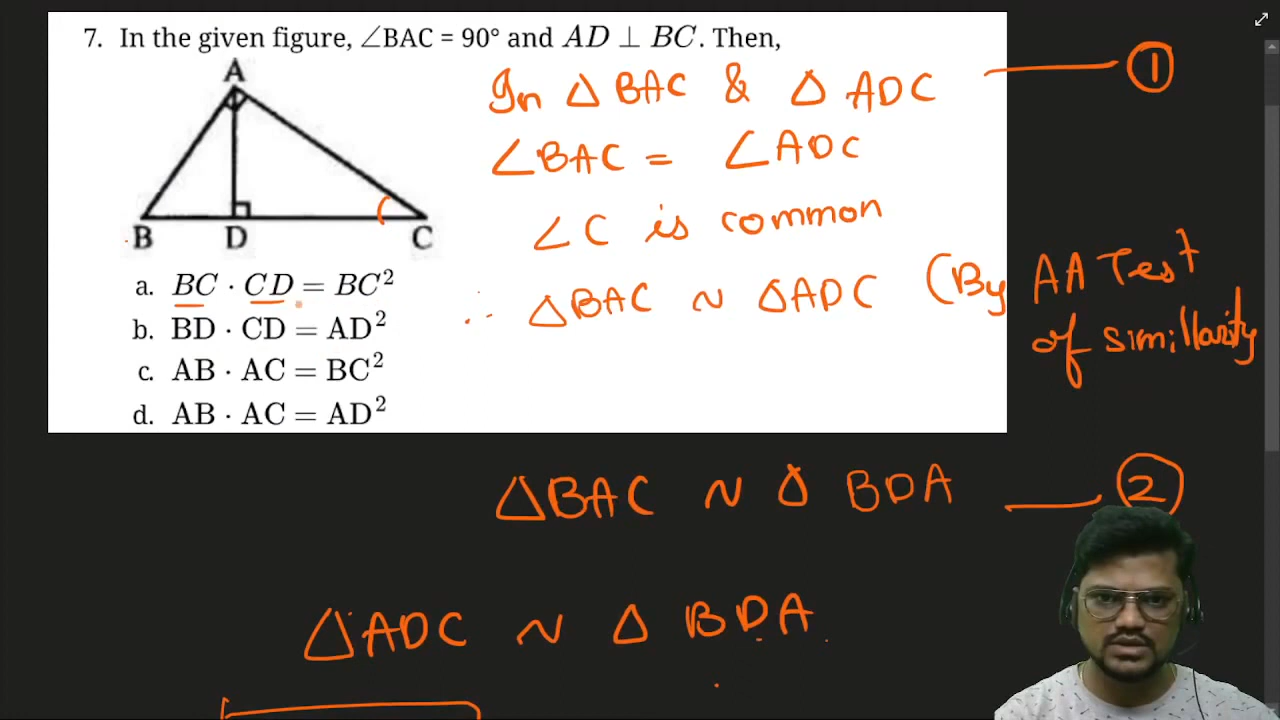 7. In the given figure, ∠BAC = 90° and AD ⊥ BC. Then,
A
B D C
a. BC · CD = BC²
b. BD · CD = AD²
c. AB · AC = BC²
d. AB · AC = AD²
In △ BAC & △ ADC —— ①
∠BAC = ∠ADC
∠C is common
∴ △BAC ~ △ADC (By AA Test
of simillarity
△BAC ~ △ BDA —— ②
△ADC ~ △ BDA